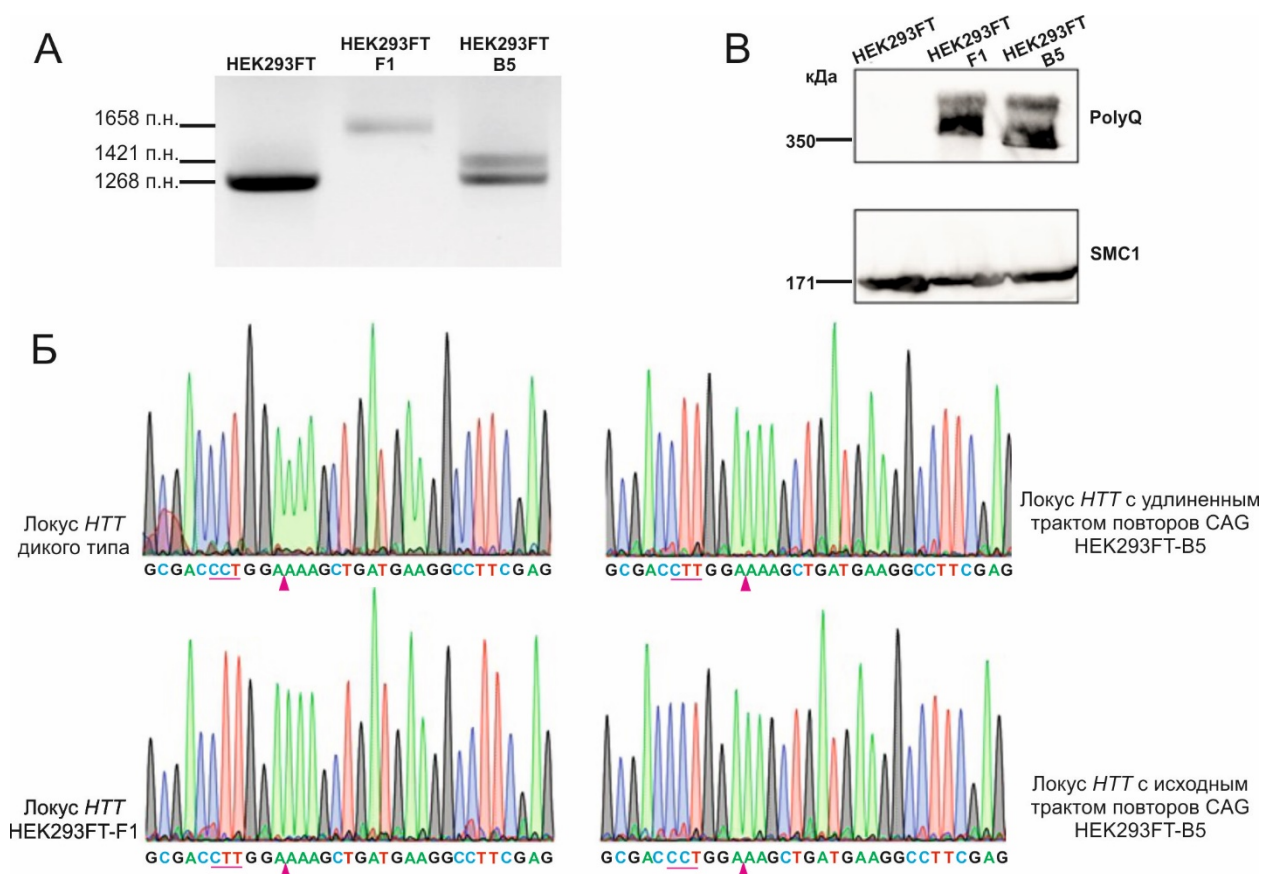 А
HEK293FT
HEK293FT
F1
HEK293FT
B5
1658 п.н.
1421 п.н.
1268 п.н.
В
кДа
HEK293FT
HEK293FT
F1
HEK293FT
B5
350
PolyQ
171
SMC1
Б
Локус HTT
дикого типа
GCGACCCTGGAAAAGCTGATGAAGGCCTTCGAG
Локус HTT с удлиненным
трактом повторов CAG
HEK293FT-B5
GCGACCTTGGAAAAGCTGATGAAGGCCTTCGAG
Локус HTT
HEK293FT-F1
GCGACCTTGGAAAAGCTGATGAAGGCCTTCGAG
Локус HTT с исходным
трактом повторов CAG
HEK293FT-B5
GCGACCCTGGAAAGCTGATGAAGGCCTTCGAG